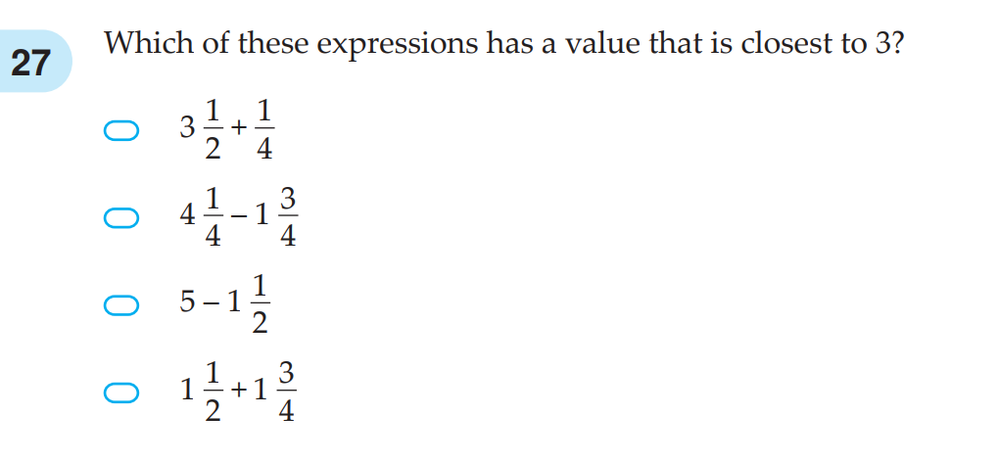 27 Which of these expressions has a value that is closest to 3?
3 1/2 + 1/4
4 1/4 – 1 3/4
5 – 1 1/2
1 1/2 + 1 3/4